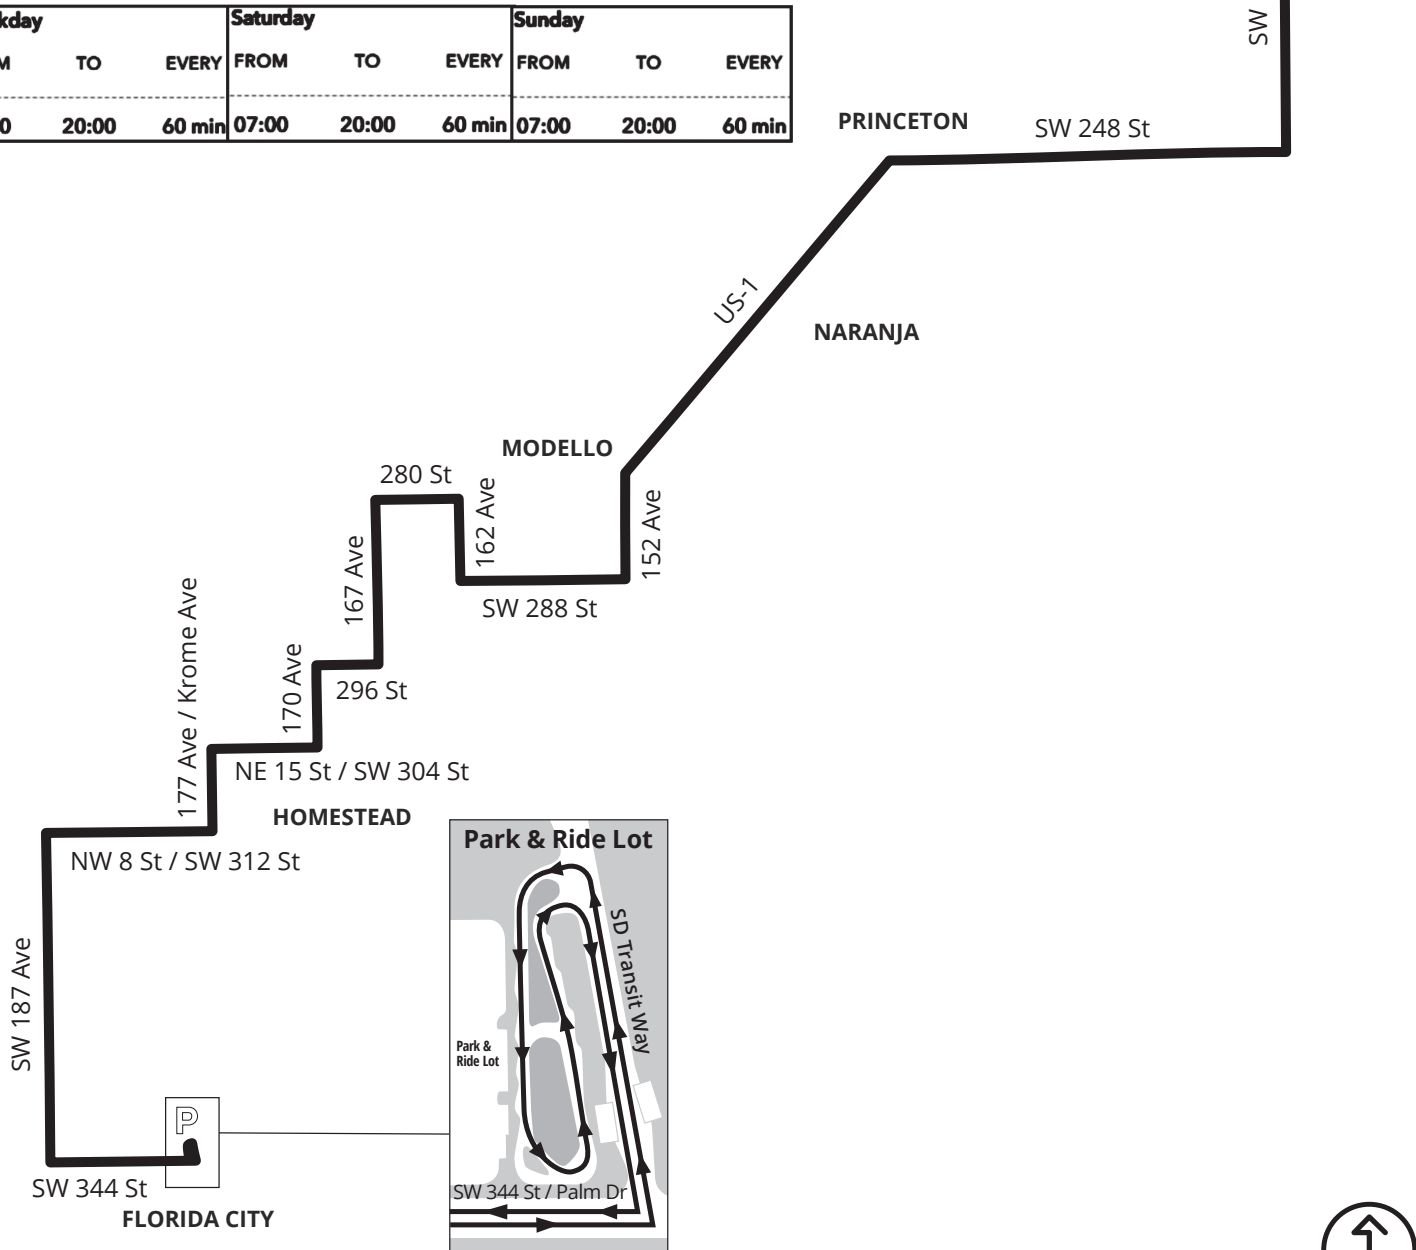 kday Saturday Sunday
M TO EVERY FROM TO EVERY FROM TO EVERY
0 20:00 60 min 07:00 20:00 60 min 07:00 20:00 60 min
SW
PRINCETON
SW 248 St
US-1
NARANJA
MODELLO
280 St
162 Ave
152 Ave
167 Ave
SW 288 St
177 Ave / Krome Ave
170 Ave
296 St
NE 15 St / SW 304 St
HOMESTEAD
NW 8 St / SW 312 St
Park & Ride Lot
SD Transit Way
SW 187 Ave
Park &
Ride Lot
P
SW 344 St
SW 344 St / Palm Dr
FLORIDA CITY